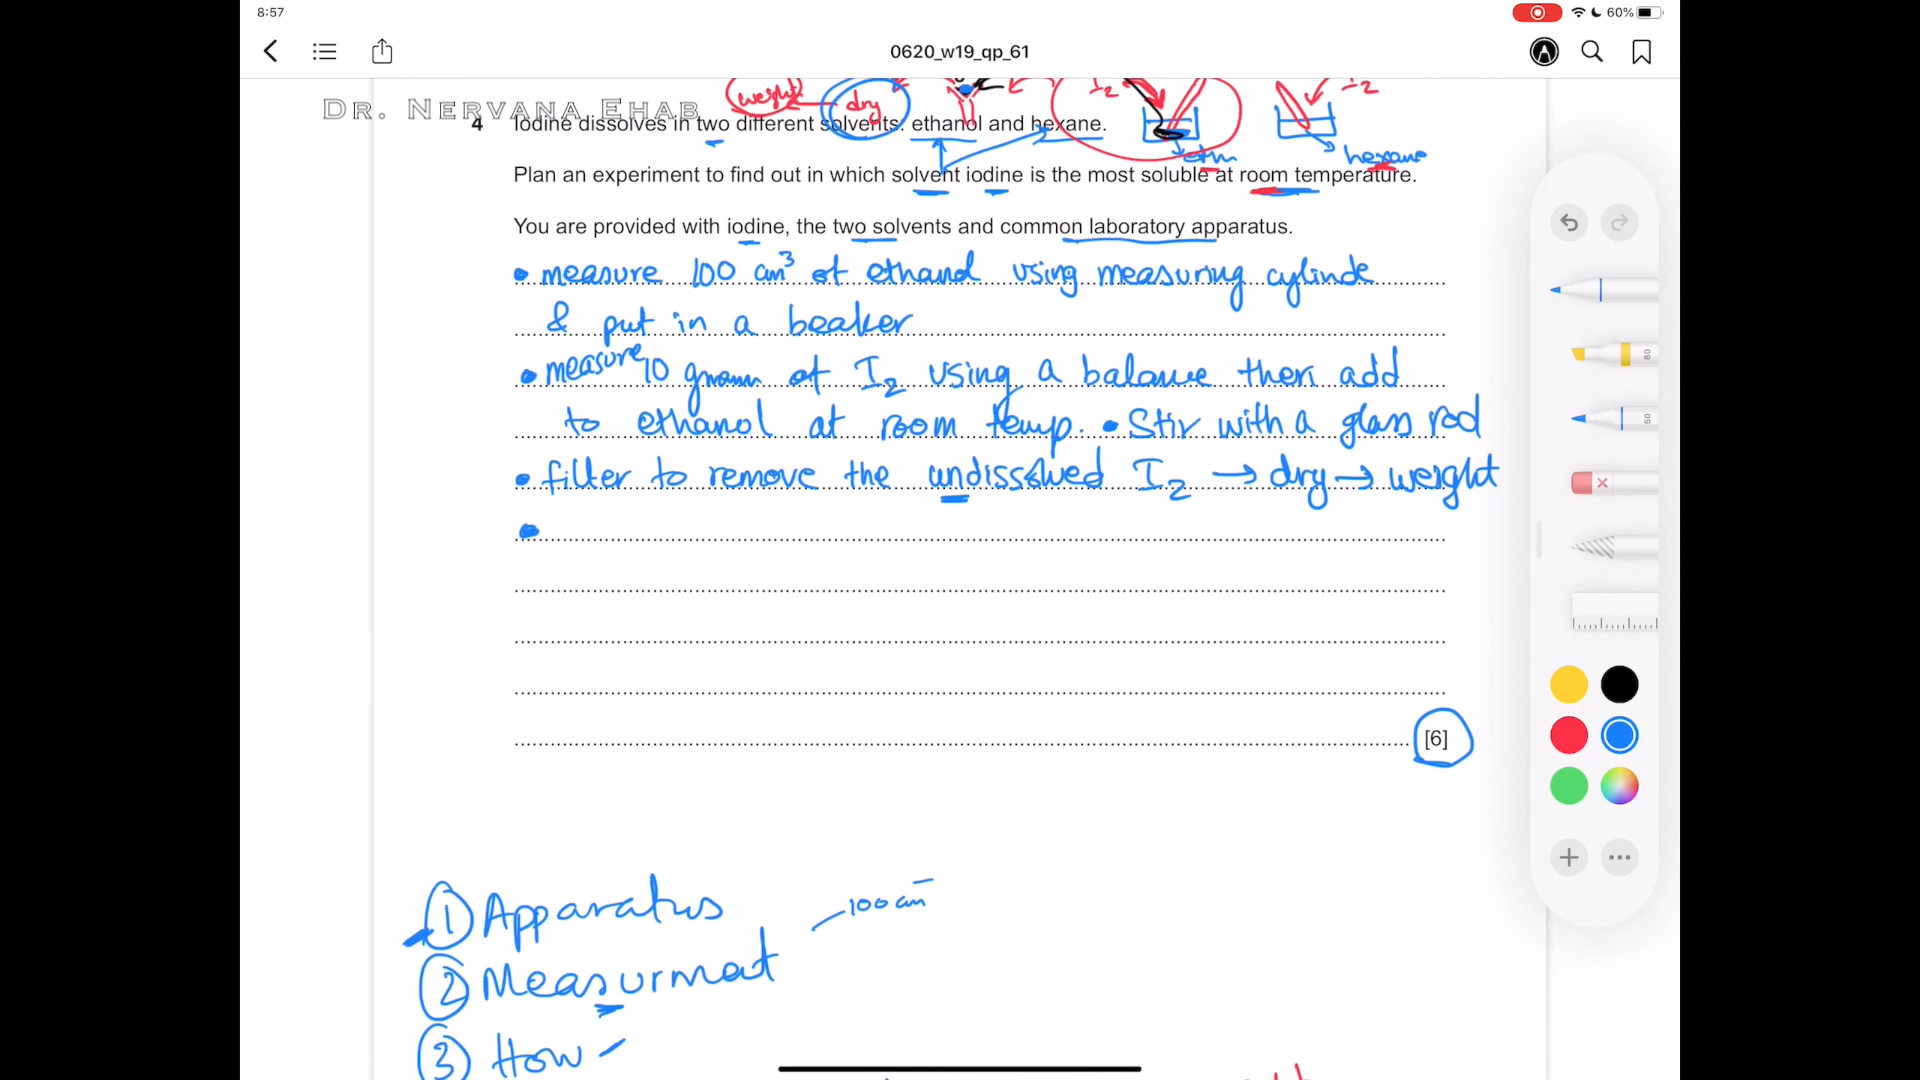 8:57
60%
0620_w19_qp_61
DR. NERVANA EHAB
weight dry I2 I2
4 Iodine dissolves in two different solvents: ethanol and hexane.
eth hexane
Plan an experiment to find out in which solvent iodine is the most soluble at room temperature.
You are provided with iodine, the two solvents and common laboratory apparatus.
• measure 100 cm³ of ethanol using measuring cylinde
& put in a beaker
• measure 10 gram of I2 using a balance then add
to ethanol at room temp. • Stir with a glass rod
• filter to remove the undissolved I2 → dry → weight
•
[6]
① Apparatus
100 cm
② Measurmat
③ How
80
50